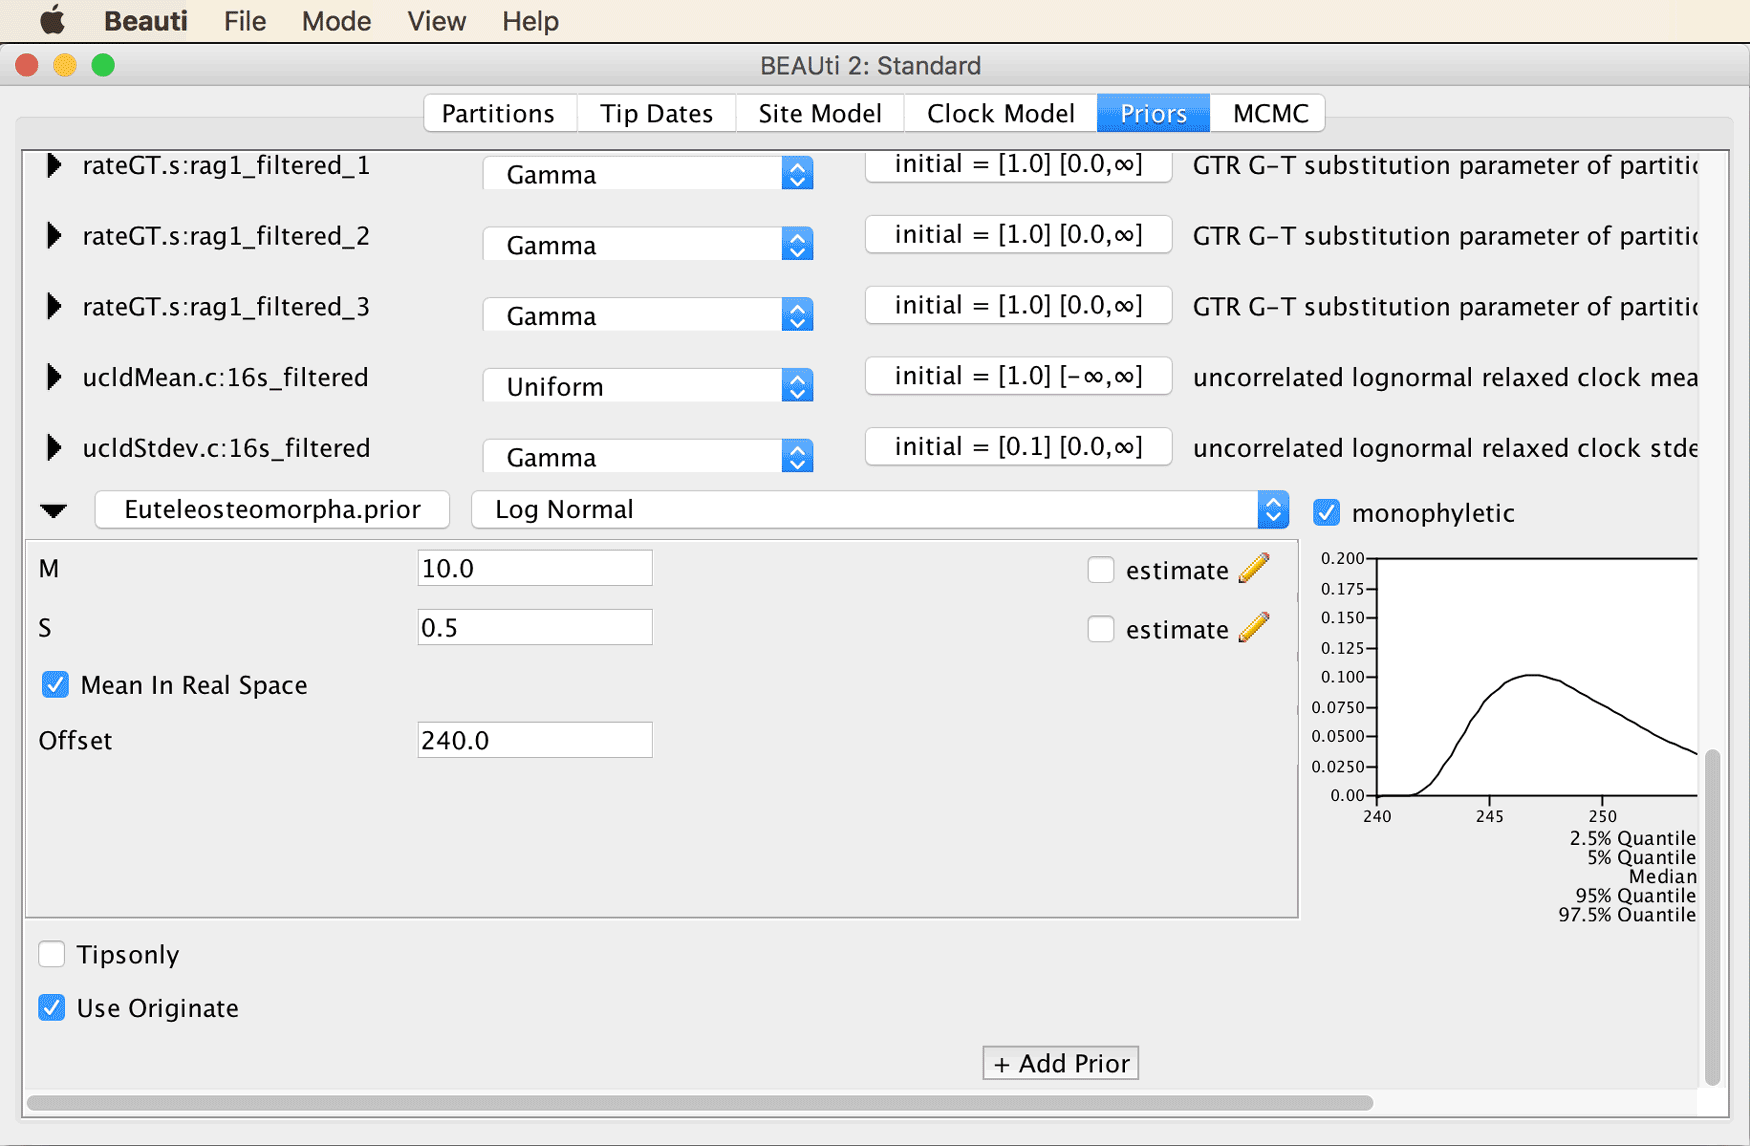 Beauti File Mode View Help
BEAUti 2: Standard
Partitions Tip Dates Site Model Clock Model Priors MCMC
rateGT.s:rag1_filtered_1 Gamma initial = [1.0] [0.0,∞] GTR G-T substitution parameter of partitic
rateGT.s:rag1_filtered_2 Gamma initial = [1.0] [0.0,∞] GTR G-T substitution parameter of partitic
rateGT.s:rag1_filtered_3 Gamma initial = [1.0] [0.0,∞] GTR G-T substitution parameter of partitic
ucldMean.c:16s_filtered Uniform initial = [1.0] [-∞,∞] uncorrelated lognormal relaxed clock mea
ucldStdev.c:16s_filtered Gamma initial = [0.1] [0.0,∞] uncorrelated lognormal relaxed clock stde
Euteleosteomorpha.prior Log Normal monophyletic
M 10.0 estimate
S 0.5 estimate
Mean In Real Space
Offset 240.0
0.200
0.175
0.150
0.125
0.100
0.0750
0.0500
0.0250
0.00
240 245 250
2.5% Quantile
5% Quantile
Median
95% Quantile
97.5% Quantile
Tipsonly
Use Originate
+ Add Prior